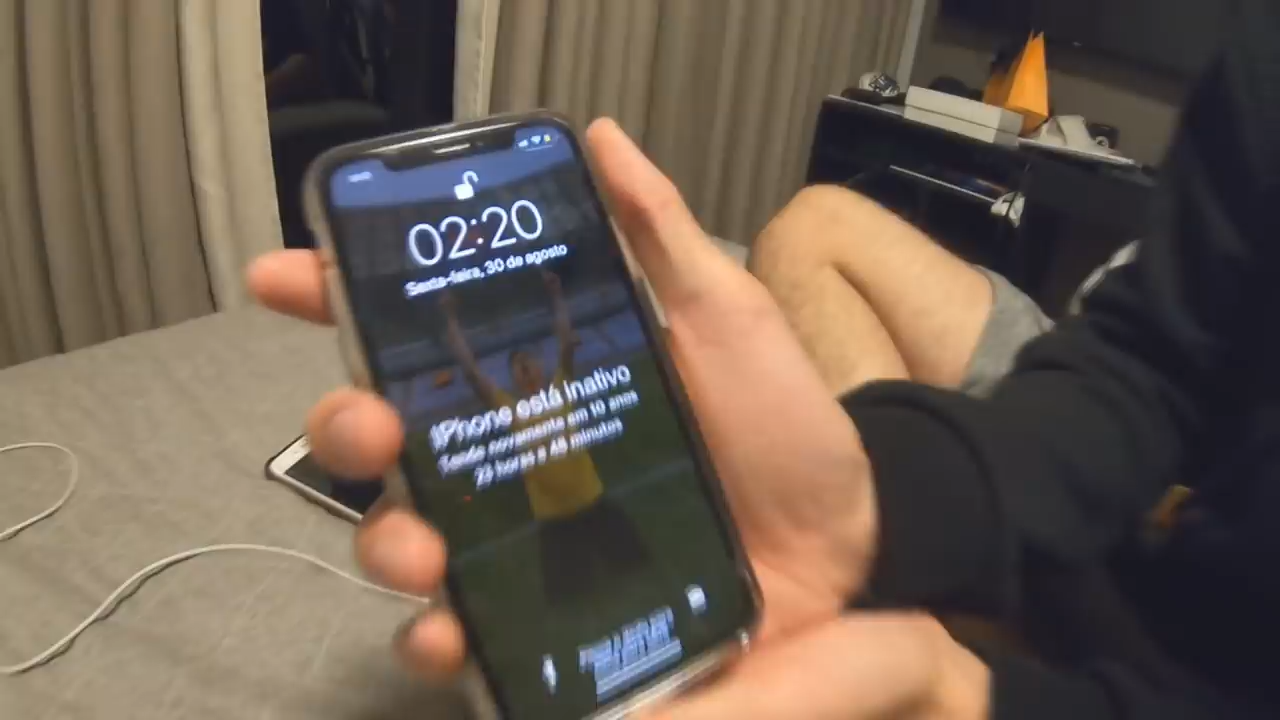 02:20
Sexta-feira, 30 de agosto
iPhone está inativo
Tente novamente em 10 anos
23 horas e 48 minutos